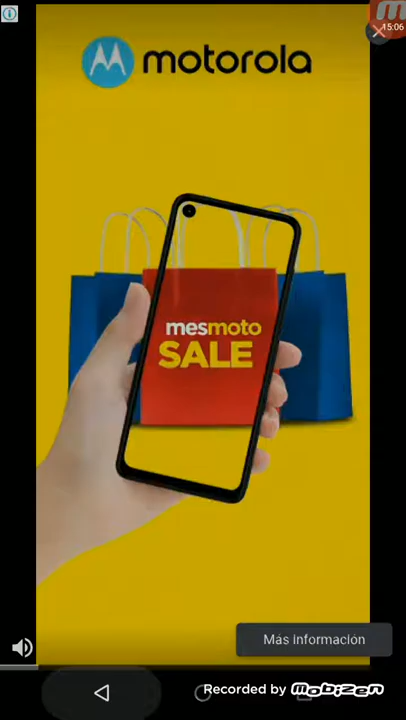 15:06
motorola
mesmoto
SALE
Más información
Recorded by Mobizen